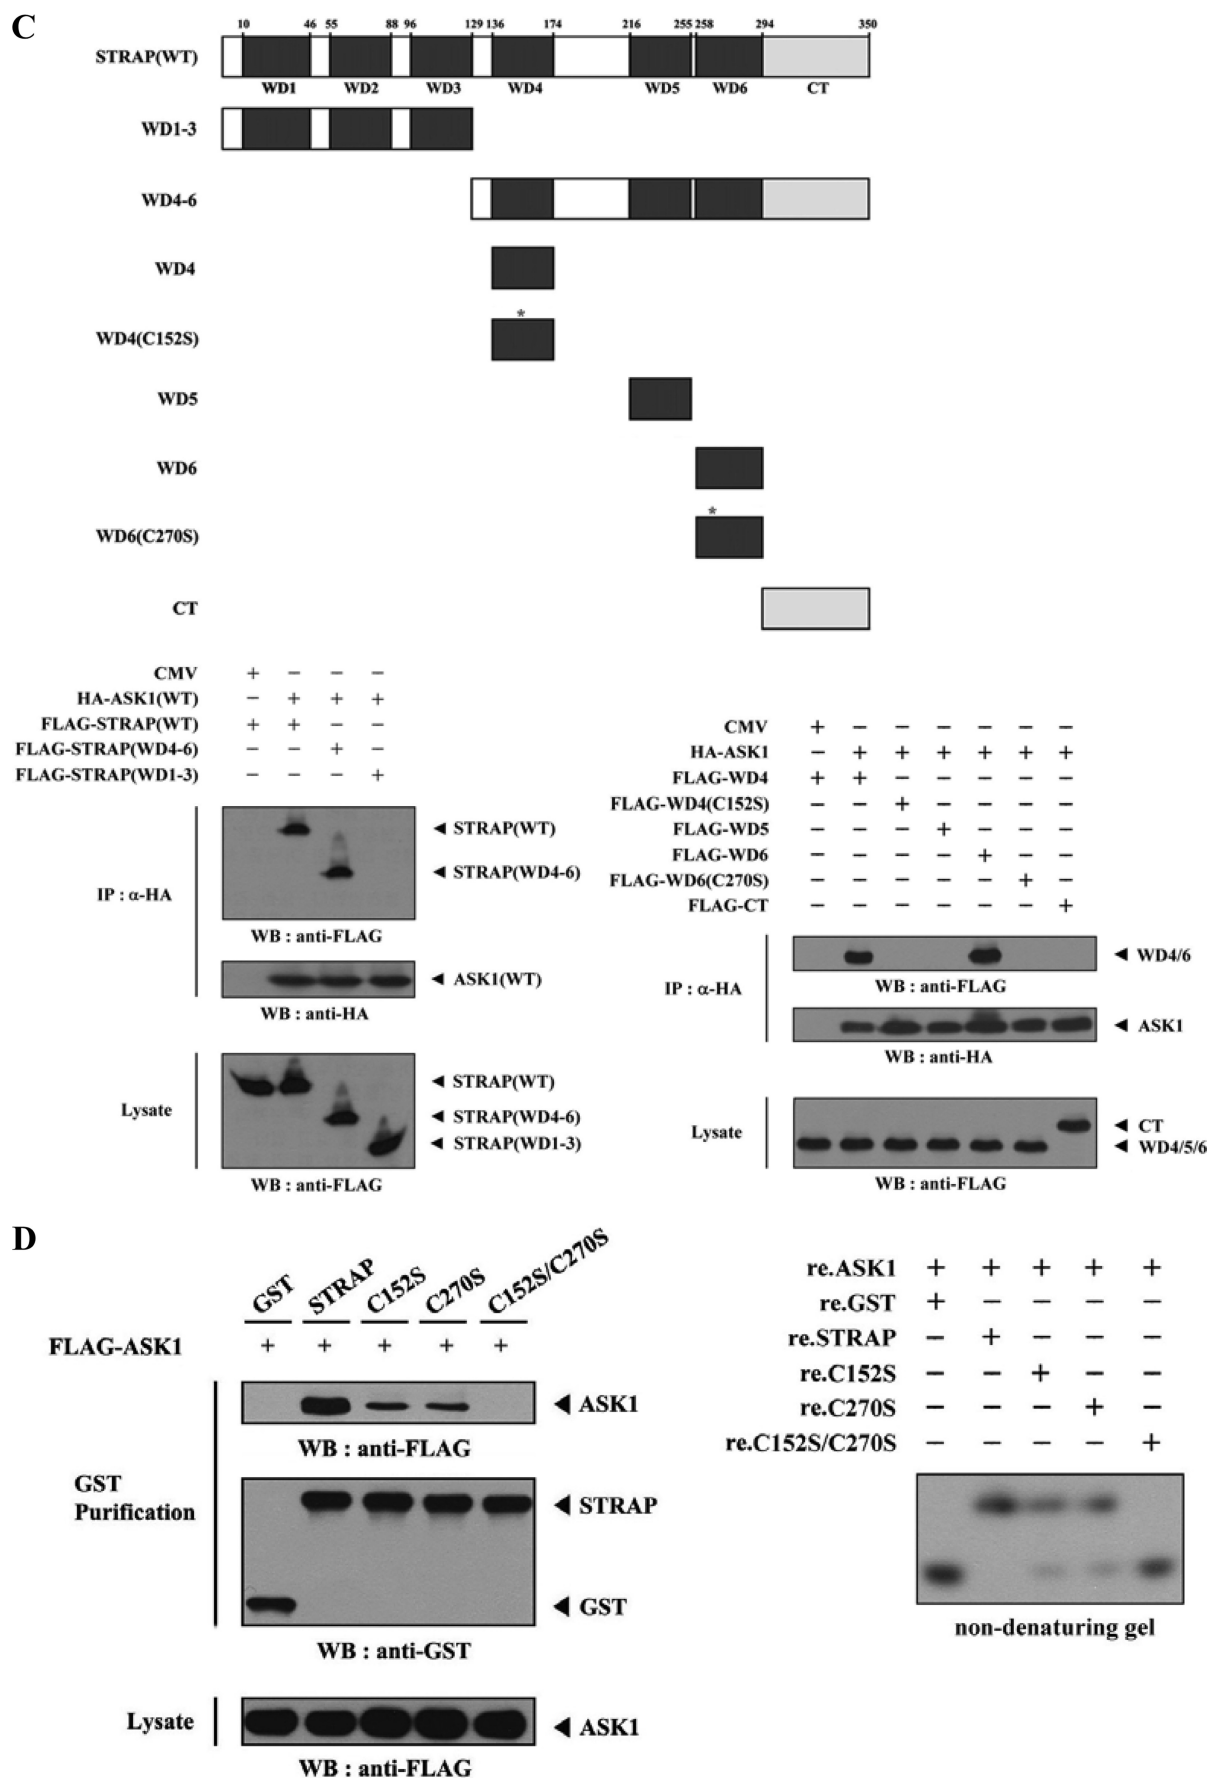 C
10 46 55 88 96 129 136 174 216 255 258 294 350
STRAP(WT)
WD1 WD2 WD3 WD4 WD5 WD6 CT
WD1-3
WD4-6
WD4
*
WD4(C152S)
WD5
WD6
*
WD6(C270S)
CT
CMV + − − −
HA-ASK1(WT) − + + +
FLAG-STRAP(WT) + + − −
FLAG-STRAP(WD4-6) − − + −
FLAG-STRAP(WD1-3) − − − +
IP : α-HA
◄ STRAP(WT)
◄ STRAP(WD4-6)
WB : anti-FLAG
◄ ASK1(WT)
WB : anti-HA
Lysate
◄ STRAP(WT)
◄ STRAP(WD4-6)
◄ STRAP(WD1-3)
WB : anti-FLAG
CMV + − − − − − −
HA-ASK1 − + + + + + +
FLAG-WD4 + + − − − − −
FLAG-WD4(C152S) − − + − − − −
FLAG-WD5 − − − + − − −
FLAG-WD6 − − − − + − −
FLAG-WD6(C270S) − − − − − + −
FLAG-CT − − − − − − +
IP : α-HA
◄ WD4/6
WB : anti-FLAG
◄ ASK1
WB : anti-HA
Lysate
◄ CT
◄ WD4/5/6
WB : anti-FLAG
D
GST STRAP C152S C270S C152S/C270S
FLAG-ASK1 + + + + +
GST
Purification
◄ ASK1
WB : anti-FLAG
◄ STRAP
◄ GST
WB : anti-GST
Lysate
◄ ASK1
WB : anti-FLAG
re.ASK1 + + + + +
re.GST + − − − −
re.STRAP − + − − −
re.C152S − − + − −
re.C270S − − − + −
re.C152S/C270S − − − − +
non-denaturing gel